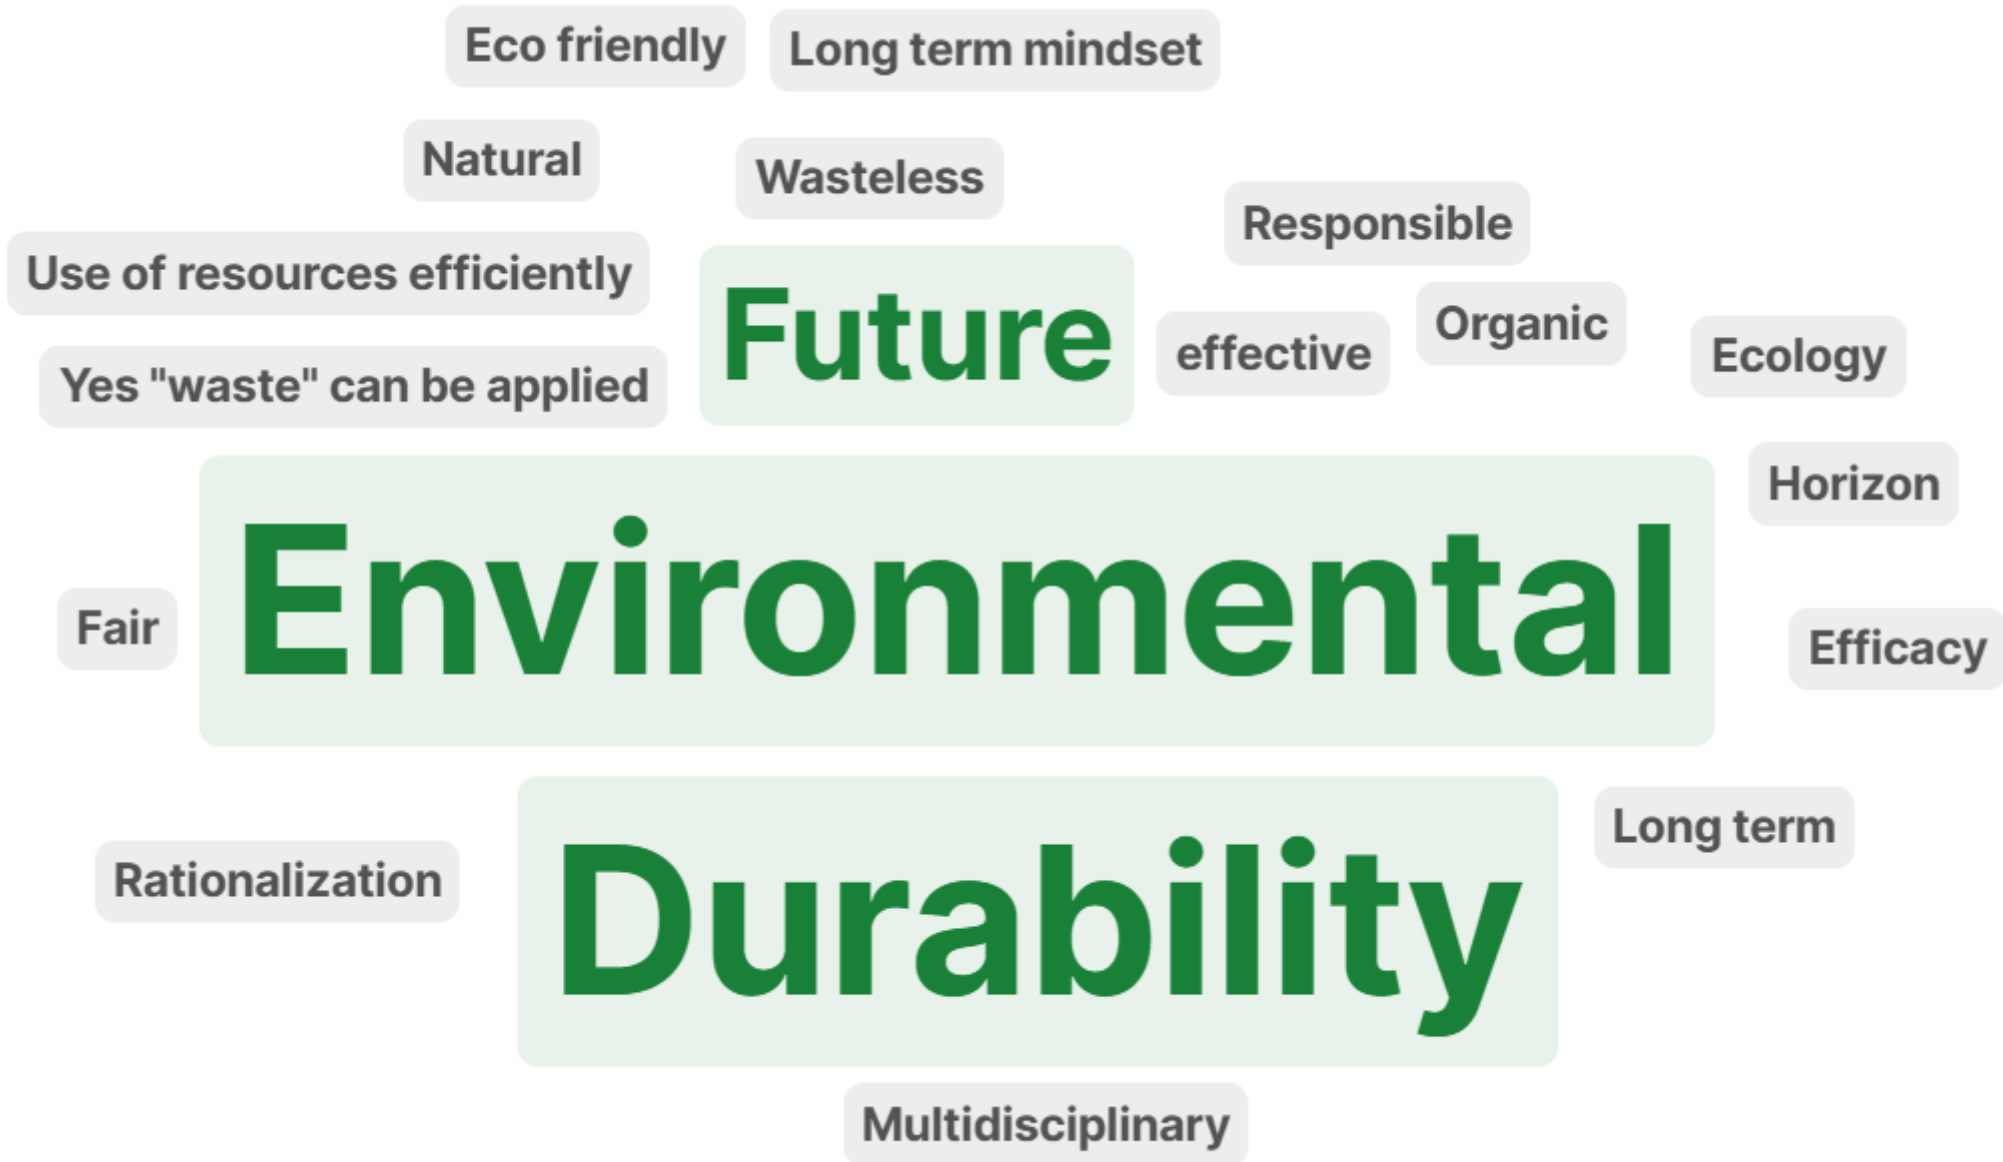 Eco friendly
Long term mindset
Natural
Wasteless
Responsible
Use of resources efficiently
Future
effective
Organic
Ecology
Yes "waste" can be applied
Horizon
Environmental
Fair
Efficacy
Long term
Rationalization
Durability
Multidisciplinary